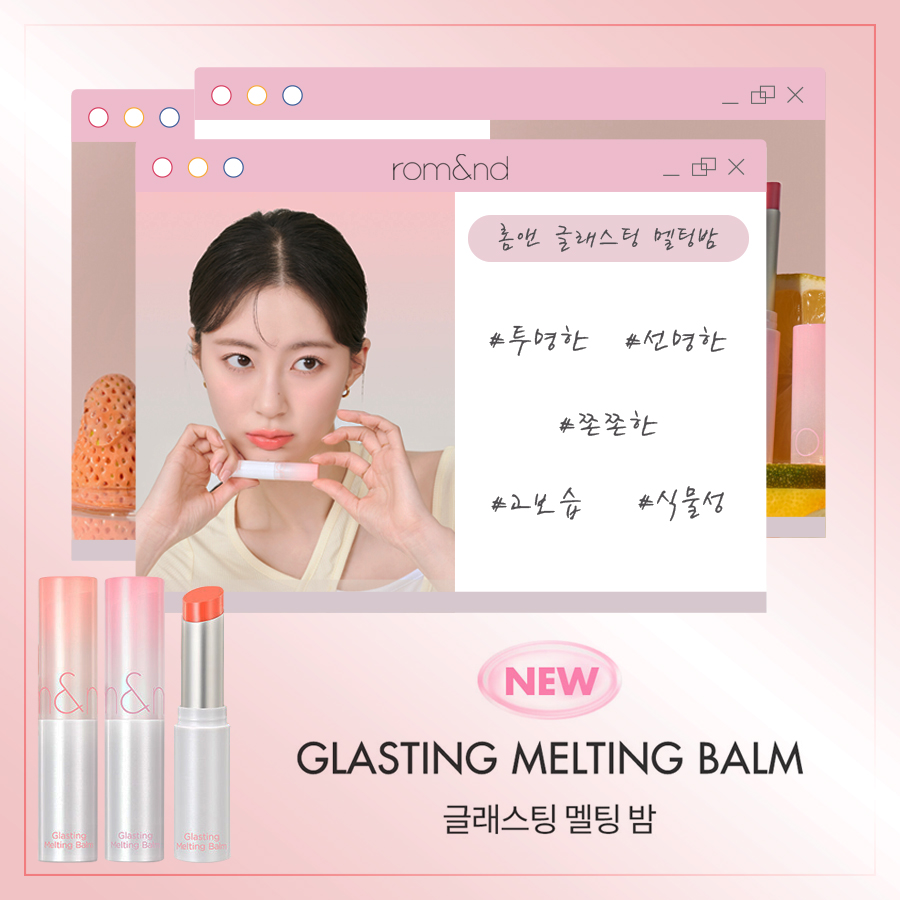 rom&nd
롬앤 글래스팅 멜팅밤
#투명한 #선명한
#쫀쫀한
#고보습 #식물성
n&n
n&n
Glasting
Melting Balm
Glasting
Melting Balm
Glasting
Melting Balm
NEW
GLASTING MELTING BALM
글래스팅 멜팅 밤